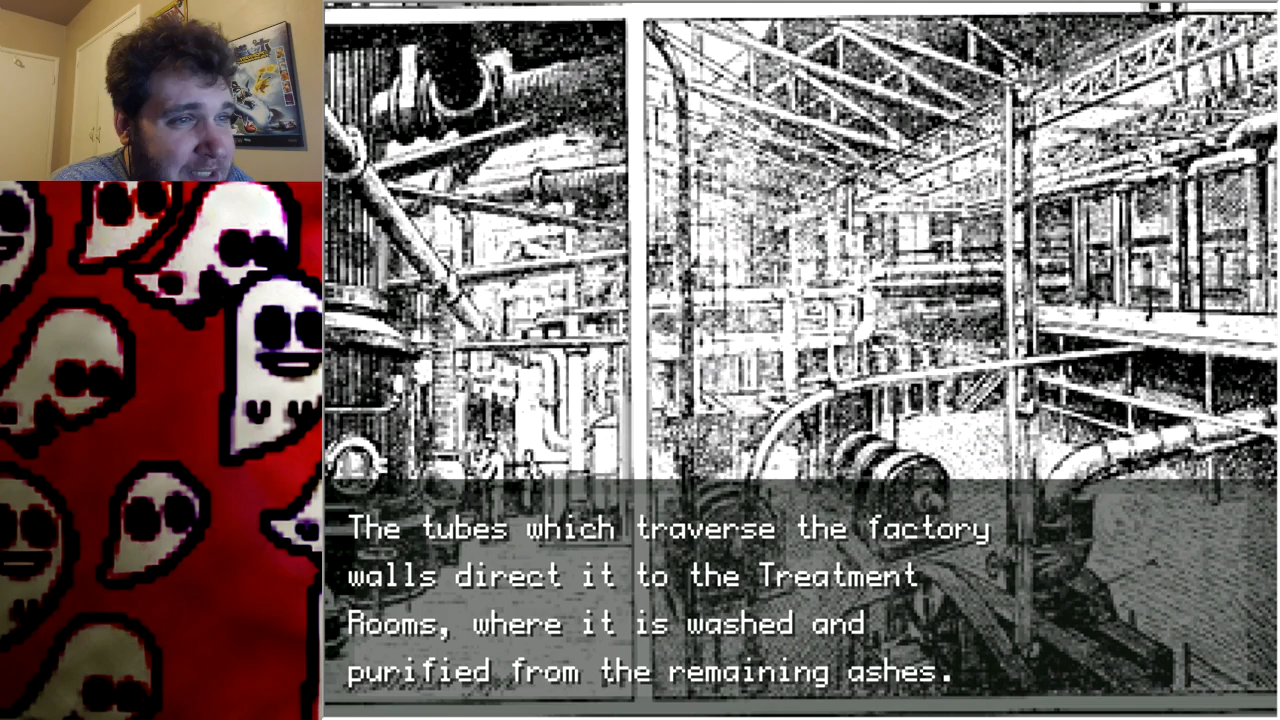 The tubes which traverse the factory
walls direct it to the Treatment
Rooms, where it is washed and
purified from the remaining ashes.